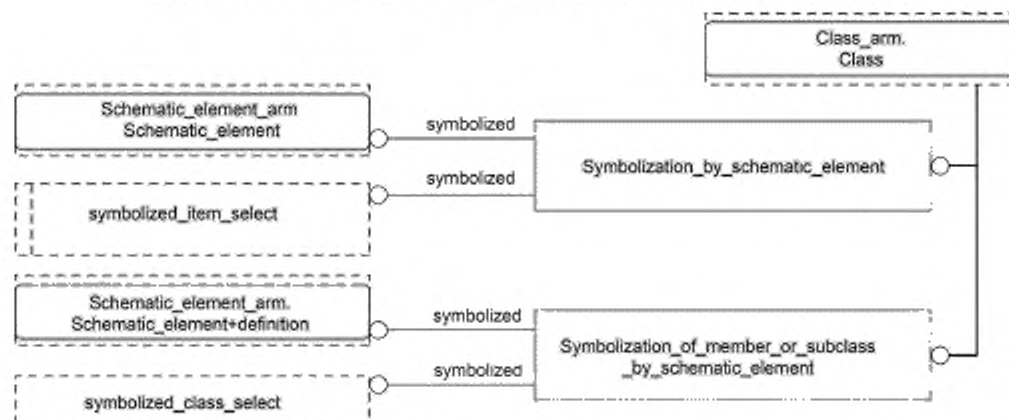 Class_arm.
Class
Schematic_element_arm
Schematic_element
symbolized
Symbolization_by_schematic_element
symbolized
symbolized_item_select
Schematic_element_arm.
Schematic_element+definition
symbolized
Symbolization_of_member_or_subclass
_by_schematic_element
symbolized
symbolized_class_select